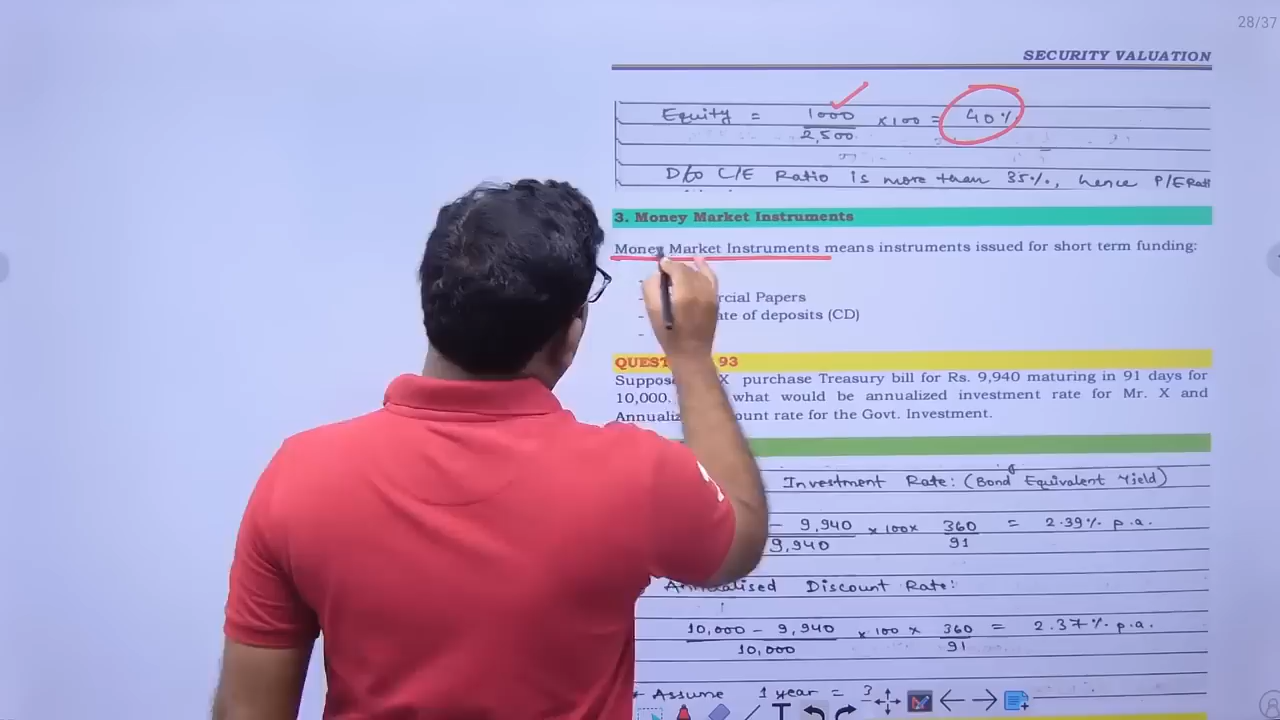 28/37
SECURITY VALUATION
Equity = 1000 / 2,500 ×100 = 40%
D/to C/E Ratio is more than 35%, hence P/E Rati
3. Money Market Instruments
Money Market Instruments means instruments issued for short term funding:
- rcial Papers
- ate of deposits (CD)
-
QUEST 93
Suppose X purchase Treasury bill for Rs. 9,940 maturing in 91 days for
10,000. what would be annualized investment rate for Mr. X and
Annualiz ount rate for the Govt. Investment.
Investment Rate: (Bond Equivalent Yield)
- 9,940 / 9,940 ×100× 360 / 91 = 2.39% p.a.
Discount Rate:
10,000 - 9,940 / 10,000 ×100 × 360 / 91 = 2.37% p.a.
* Assume 1 year = 3